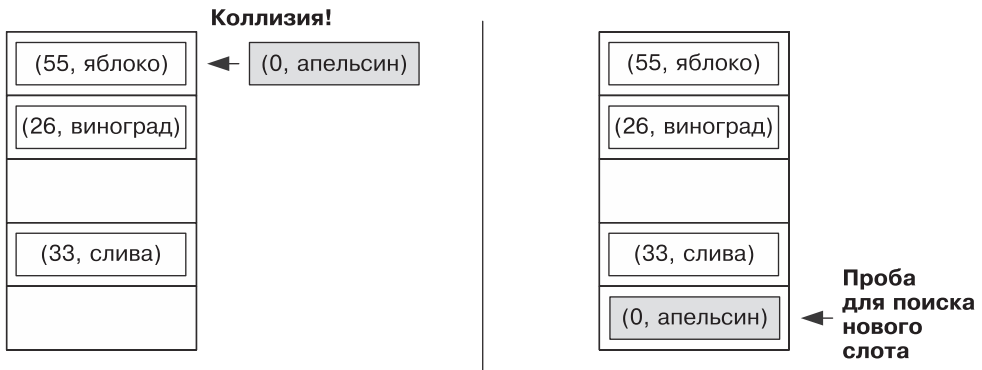 Коллизия!
(55, яблоко)
(0, апельсин)
(26, виноград)
(33, слива)
(55, яблоко)
(26, виноград)
(33, слива)
(0, апельсин)
Проба
для поиска
нового
слота